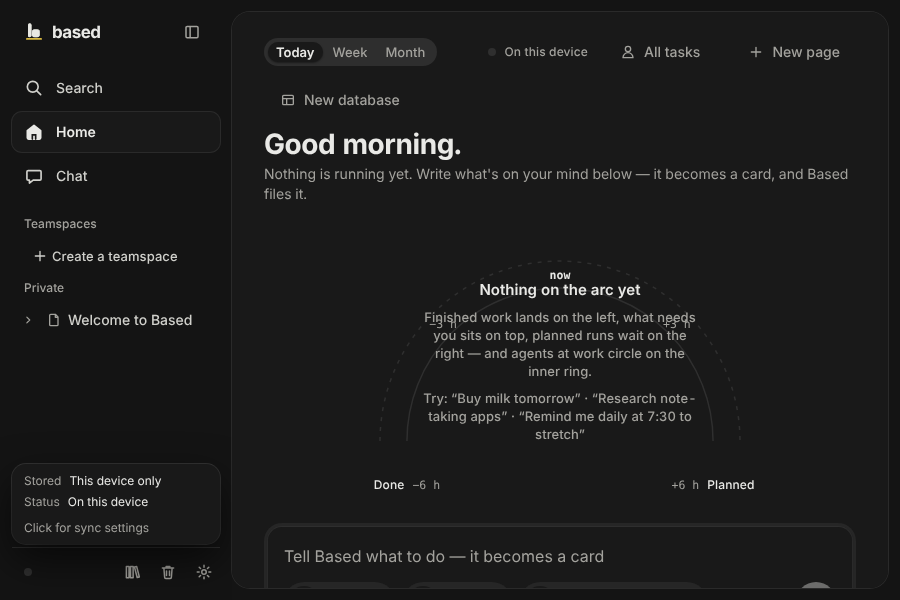 based
Search
Home
Chat
Teamspaces
Create a teamspace
Private
Welcome to Based
Stored This device only
Status On this device
Click for sync settings
Today Week Month
On this device
All tasks
New page
New database
Good morning.
Nothing is running yet. Write what's on your mind below — it becomes a card, and Based
files it.
now
Nothing on the arc yet
−3 h
+3 h
Finished work lands on the left, what needs
you sits on top, planned runs wait on the
right — and agents at work circle on the
inner ring.
Try: “Buy milk tomorrow” · “Research note-
taking apps” · “Remind me daily at 7:30 to
stretch”
Done −6 h
+6 h Planned
Tell Based what to do — it becomes a card